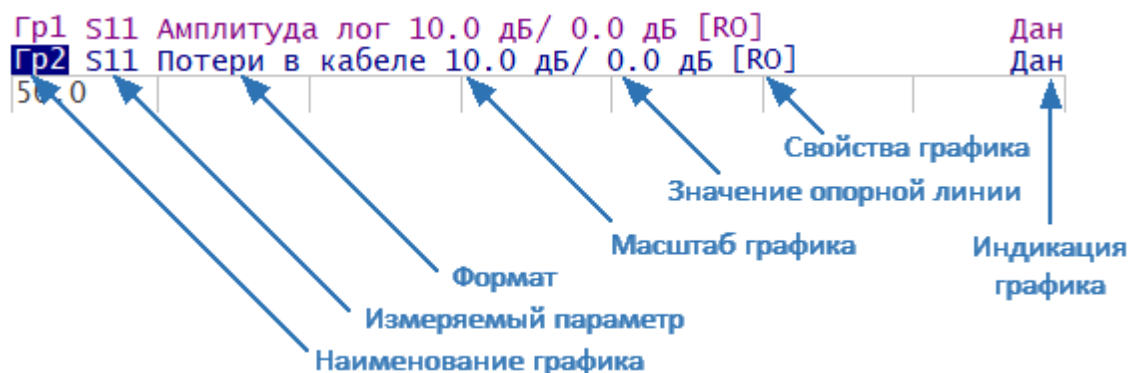 Гр1 S11 Амплитуда лог 10.0 дБ/ 0.0 дБ [RO] Дан
Гр2 S11 Потери в кабеле 10.0 дБ/ 0.0 дБ [RO] Дан
50.0
Свойства графика
Значение опорной линии
Масштаб графика
Индикация
графика
Формат
Измеряемый параметр
Наименование графика